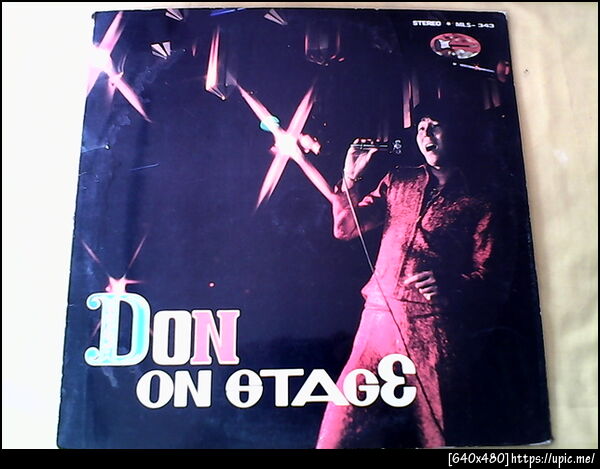 STEREO • MLS - 343
DON
ON STAGE
[640x480]https://upic.me/